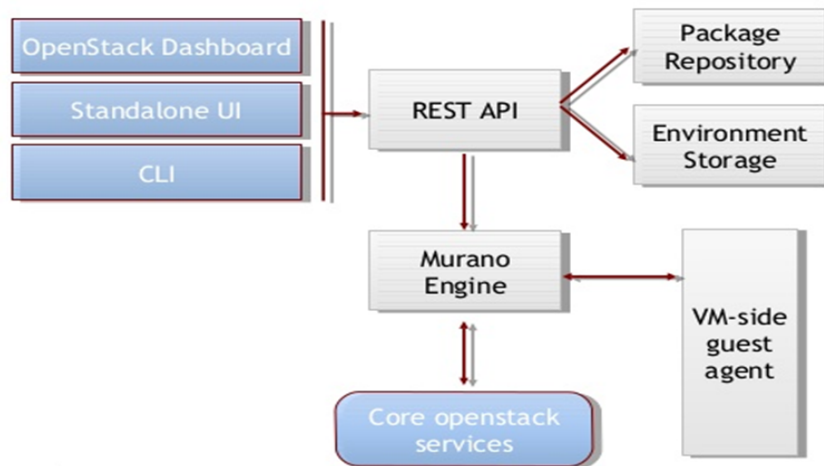 OpenStack Dashboard
Standalone UI
CLI
REST API
Package
Repository
Environment
Storage
Murano
Engine
VM-side
guest
agent
Core openstack
services